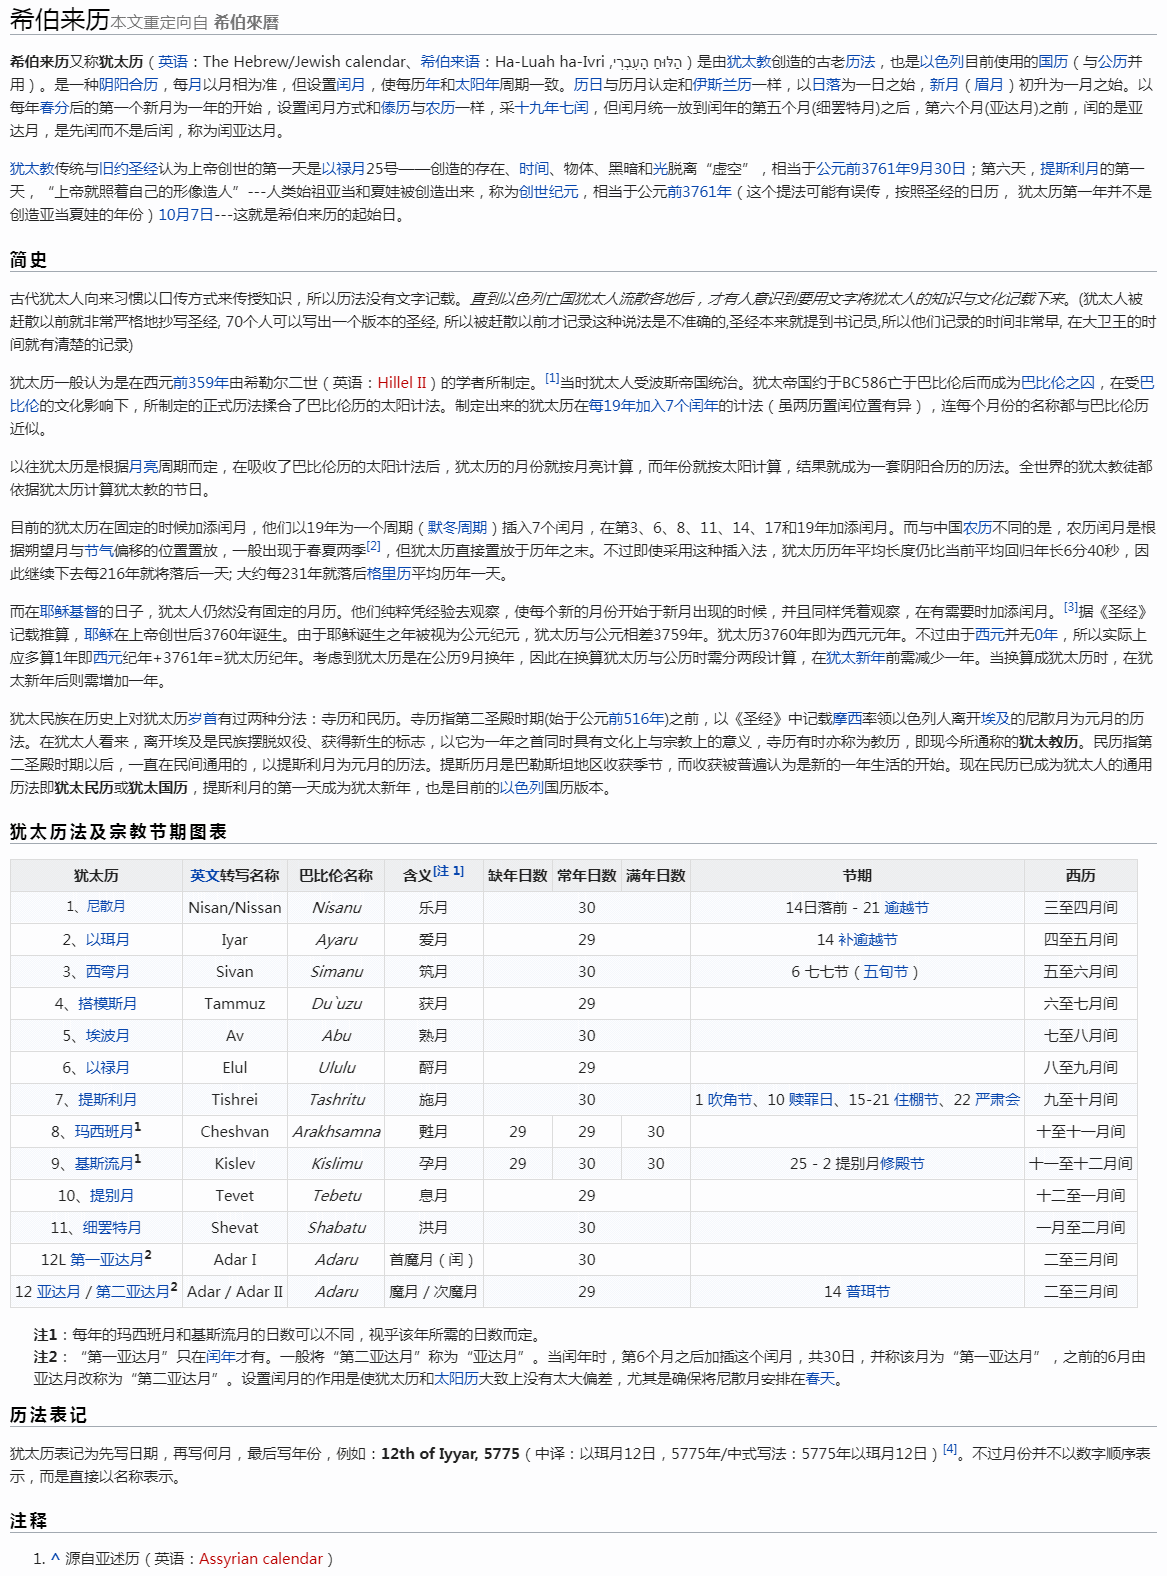 希伯来历本文重定向自 希伯來曆
希伯来历又称犹太历（英语：The Hebrew/Jewish calendar、希伯来语：Ha-Luah ha-Ivri ,הַלּוּחַ הָעִבְרִי）是由犹太教创造的古老历法，也是以色列目前使用的国历（与公历并
用）。是一种阴阳合历，每月以月相为准，但设置闰月，使每历年和太阳年周期一致。历日与历月认定和伊斯兰历一样，以日落为一日之始，新月（眉月）初升为一月之始。以
每年春分后的第一个新月为一年的开始，设置闰月方式和傣历与农历一样，采十九年七闰，但闰月统一放到闰年的第五个月(细罢特月)之后，第六个月(亚达月)之前，闰的是亚
达月，是先闰而不是后闰，称为闰亚达月。
犹太教传统与旧约圣经认为上帝创世的第一天是以禄月25号——创造的存在、时间、物体、黑暗和光脱离“虚空”，相当于公元前3761年9月30日；第六天，提斯利月的第一
天，“上帝就照着自己的形像造人”---人类始祖亚当和夏娃被创造出来，称为创世纪元，相当于公元前3761年（这个提法可能有误传，按照圣经的日历， 犹太历第一年并不是
创造亚当夏娃的年份）10月7日---这就是希伯来历的起始日。
简史
古代犹太人向来习惯以口传方式来传授知识，所以历法没有文字记载。直到以色列亡国犹太人流散各地后，才有人意识到要用文字将犹太人的知识与文化记载下来。(犹太人被
赶散以前就非常严格地抄写圣经, 70个人可以写出一个版本的圣经, 所以被赶散以前才记录这种说法是不准确的,圣经本来就提到书记员,所以他们记录的时间非常早, 在大卫王的时
间就有清楚的记录)
犹太历一般认为是在西元前359年由希勒尔二世（英语：Hillel II）的学者所制定。[1]当时犹太人受波斯帝国统治。犹太帝国约于BC586亡于巴比伦后而成为巴比伦之囚，在受巴
比伦的文化影响下，所制定的正式历法揉合了巴比伦历的太阳计法。制定出来的犹太历在每19年加入7个闰年的计法（虽两历置闰位置有异），连每个月份的名称都与巴比伦历
近似。
以往犹太历是根据月亮周期而定，在吸收了巴比伦历的太阳计法后，犹太历的月份就按月亮计算，而年份就按太阳计算，结果就成为一套阴阳合历的历法。全世界的犹太教徒都
依据犹太历计算犹太教的节日。
目前的犹太历在固定的时候加添闰月，他们以19年为一个周期（默冬周期）插入7个闰月，在第3、6、8、11、14、17和19年加添闰月。而与中国农历不同的是，农历闰月是根
据朔望月与节气偏移的位置置放，一般出现于春夏两季[2]，但犹太历直接置放于历年之末。不过即使采用这种插入法，犹太历历年平均长度仍比当前平均回归年长6分40秒，因
此继续下去每216年就将落后一天; 大约每231年就落后格里历平均历年一天。
而在耶稣基督的日子，犹太人仍然没有固定的月历。他们纯粹凭经验去观察，使每个新的月份开始于新月出现的时候，并且同样凭着观察，在有需要时加添闰月。[3]据《圣经》
记载推算，耶稣在上帝创世后3760年诞生。由于耶稣诞生之年被视为公元纪元，犹太历与公元相差3759年。犹太历3760年即为西元元年。不过由于西元并无0年，所以实际上
应多算1年即西元纪年+3761年=犹太历纪年。考虑到犹太历是在公历9月换年，因此在换算犹太历与公历时需分两段计算，在犹太新年前需减少一年。当换算成犹太历时，在犹
太新年后则需增加一年。
犹太民族在历史上对犹太历岁首有过两种分法：寺历和民历。寺历指第二圣殿时期(始于公元前516年)之前，以《圣经》中记载摩西率领以色列人离开埃及的尼散月为元月的历
法。在犹太人看来，离开埃及是民族摆脱奴役、获得新生的标志，以它为一年之首同时具有文化上与宗教上的意义，寺历有时亦称为教历，即现今所通称的犹太教历。民历指第
二圣殿时期以后，一直在民间通用的，以提斯利月为元月的历法。提斯历月是巴勒斯坦地区收获季节，而收获被普遍认为是新的一年生活的开始。现在民历已成为犹太人的通用
历法即犹太民历或犹太国历，提斯利月的第一天成为犹太新年，也是目前的以色列国历版本。
犹太历法及宗教节期图表
犹太历 英文转写名称 巴比伦名称 含义[注 1] 缺年日数 常年日数 满年日数 节期 西历
1、尼散月 Nisan/Nissan Nisanu 乐月 30 14日落前 - 21 逾越节 三至四月间
2、以珥月 Iyar Ayaru 爱月 29 14 补逾越节 四至五月间
3、西弯月 Sivan Simanu 筑月 30 6 七七节（五旬节） 五至六月间
4、搭模斯月 Tammuz Du`uzu 获月 29 六至七月间
5、埃波月 Av Abu 熟月 30 七至八月间
6、以禄月 Elul Ululu 酹月 29 八至九月间
7、提斯利月 Tishrei Tashritu 施月 30 1 吹角节、10 赎罪日、15-21 住棚节、22 严肃会 九至十月间
8、玛西班月1 Cheshvan Arakhsamna 甦月 29 29 30 十至十一月间
9、基斯流月1 Kislev Kislimu 孕月 29 30 30 25 - 2 提别月修殿节 十一至十二月间
10、提别月 Tevet Tebetu 息月 29 十二至一月间
11、细罢特月 Shevat Shabatu 洪月 30 一月至二月间
12L 第一亚达月2 Adar I Adaru 首魔月（闰） 30 二至三月间
12 亚达月 / 第二亚达月2 Adar / Adar II Adaru 魔月 / 次魔月 29 14 普珥节 二至三月间
注1：每年的玛西班月和基斯流月的日数可以不同，视乎该年所需的日数而定。
注2：“第一亚达月”只在闰年才有。一般将“第二亚达月”称为“亚达月”。当闰年时，第6个月之后加插这个闰月，共30日，并称该月为“第一亚达月”，之前的6月由
亚达月改称为“第二亚达月”。设置闰月的作用是使犹太历和太阳历大致上没有太大偏差，尤其是确保将尼散月安排在春天。
历法表记
犹太历表记为先写日期，再写何月，最后写年份，例如：12th of Iyyar, 5775（中译：以珥月12日，5775年/中式写法：5775年以珥月12日）[4]。不过月份并不以数字顺序表
示，而是直接以名称表示。
注释
1. ^ 源自亚述历（英语：Assyrian calendar）